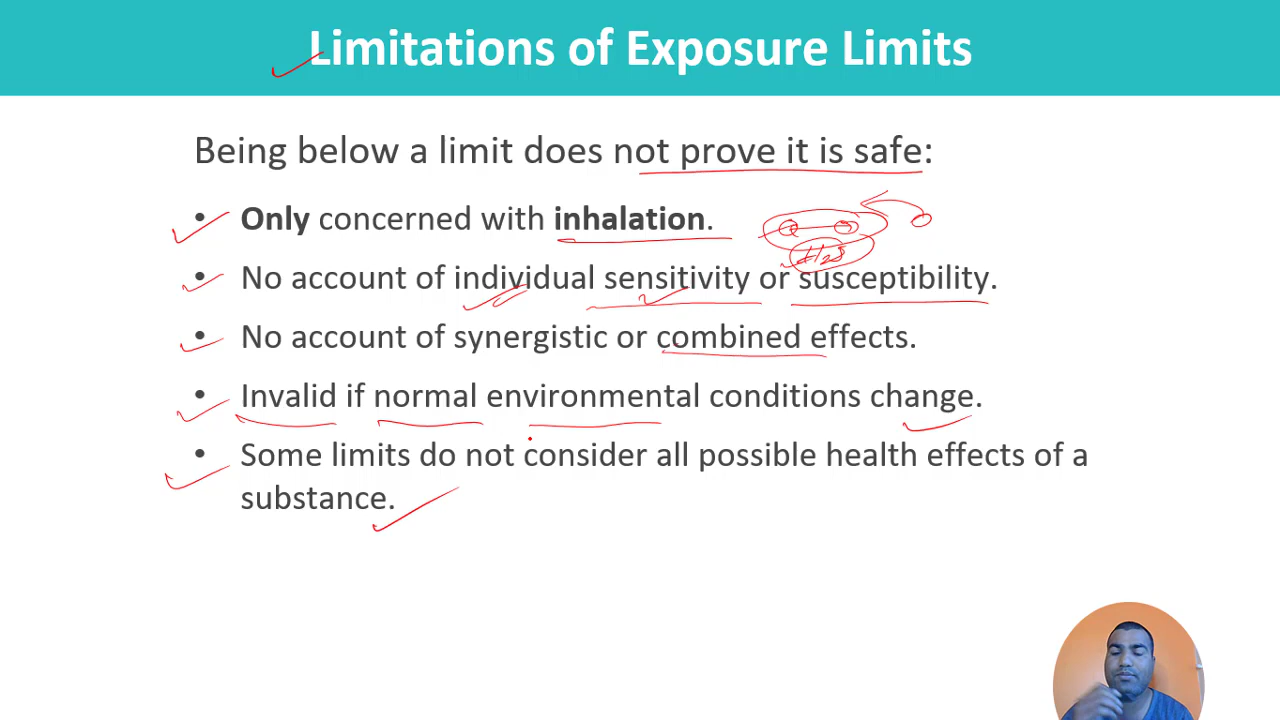 Limitations of Exposure Limits
Being below a limit does not prove it is safe:
• Only concerned with inhalation.
H2S
• No account of individual sensitivity or susceptibility.
• No account of synergistic or combined effects.
• Invalid if normal environmental conditions change.
• Some limits do not consider all possible health effects of a
substance.